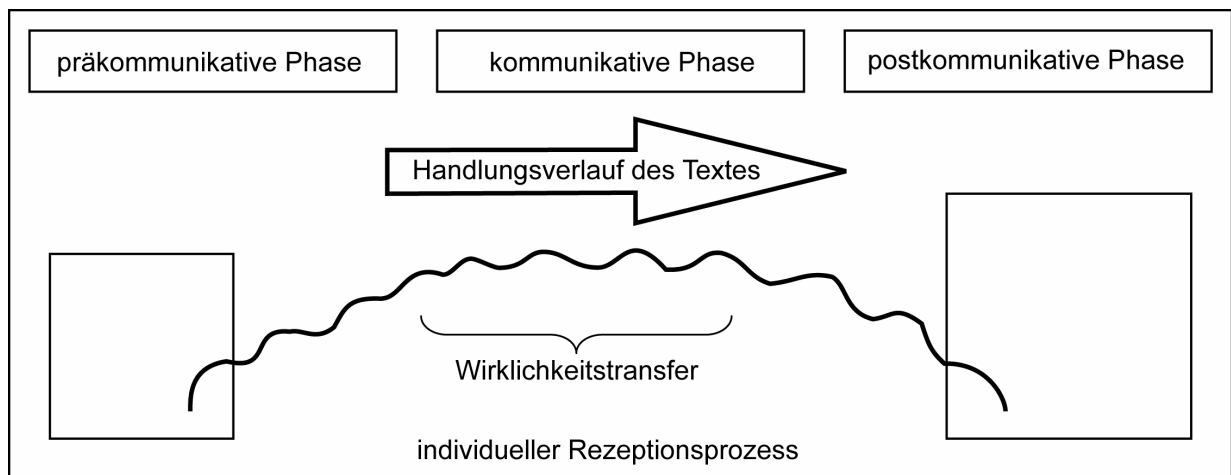 präkommunikative Phase
kommunikative Phase
postkommunikative Phase
Handlungsverlauf des Textes
Wirklichkeitstransfer
individueller Rezeptionsprozess